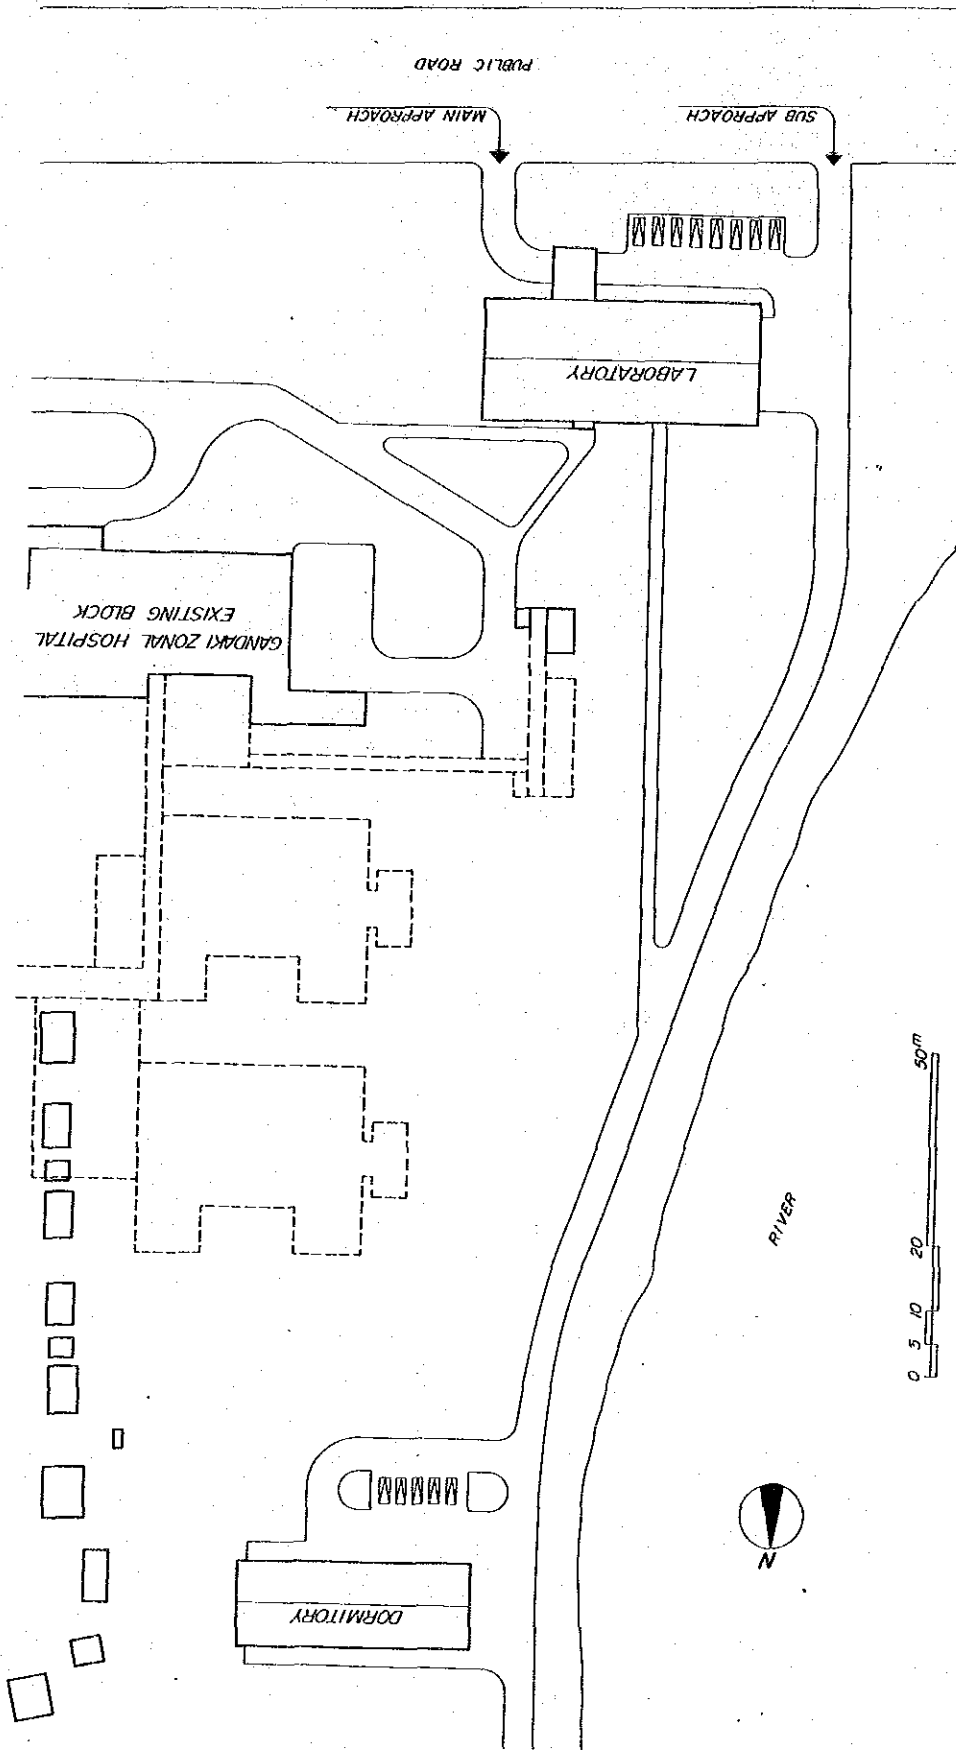 PUBLIC ROAD
MAIN APPROACH
SUB APPROACH
LABORATORY
GANDAKI ZONAL HOSPITAL
EXISTING BLOCK
RIVER
0 5 10 20 50m
N
DORMITORY